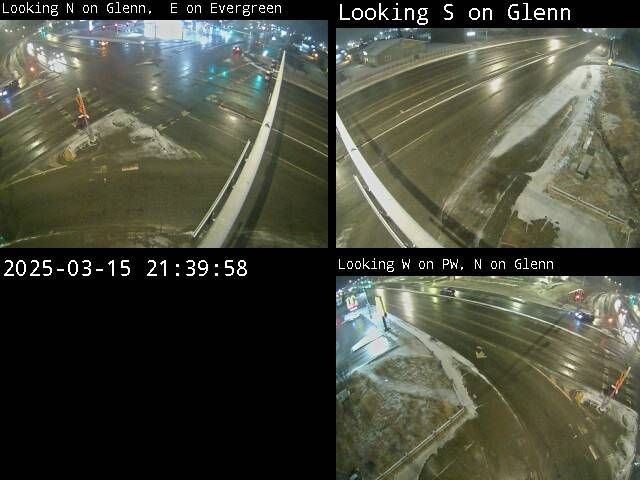 Looking N on Glenn,  E on Evergreen
Looking S on Glenn
2025-03-15 21:39:58
Looking W on PW, N on Glenn